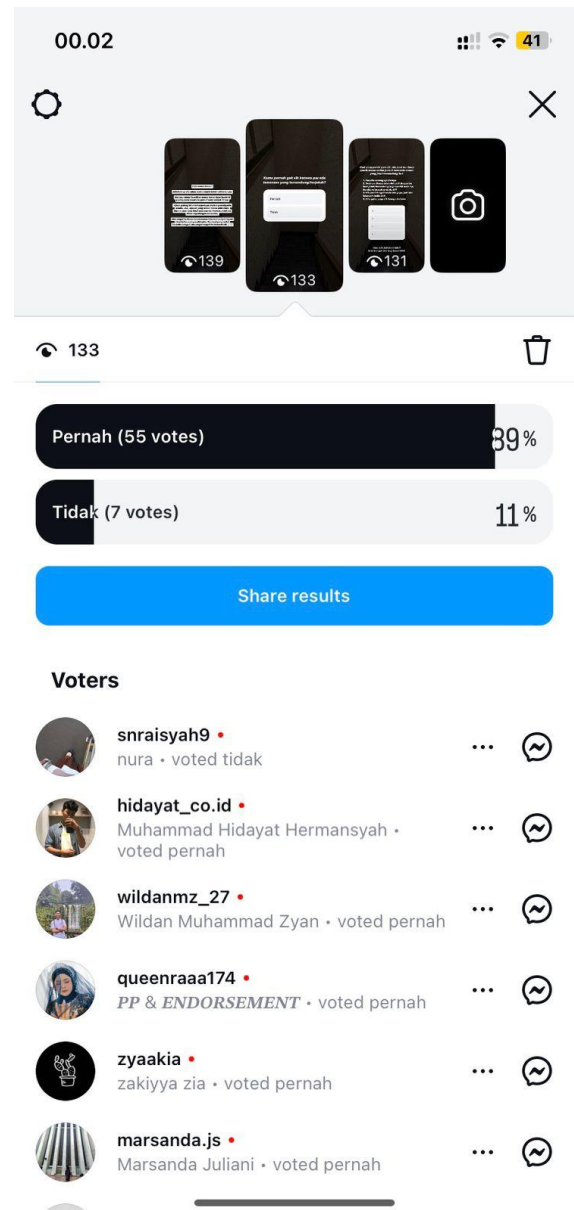 00.02
41
139
133
131
133
Pernah (55 votes)
89%
Tidak (7 votes)
11%
Share results
Voters
snraisyah9 •
nura • voted tidak
hidayat_co.id •
Muhammad Hidayat Hermansyah •
voted pernah
wildanmz_27 •
Wildan Muhammad Zyan • voted pernah
queenraaa174 •
PP & ENDORSEMENT • voted pernah
zyaakia •
zakiyya zia • voted pernah
marsanda.js •
Marsanda Juliani • voted pernah